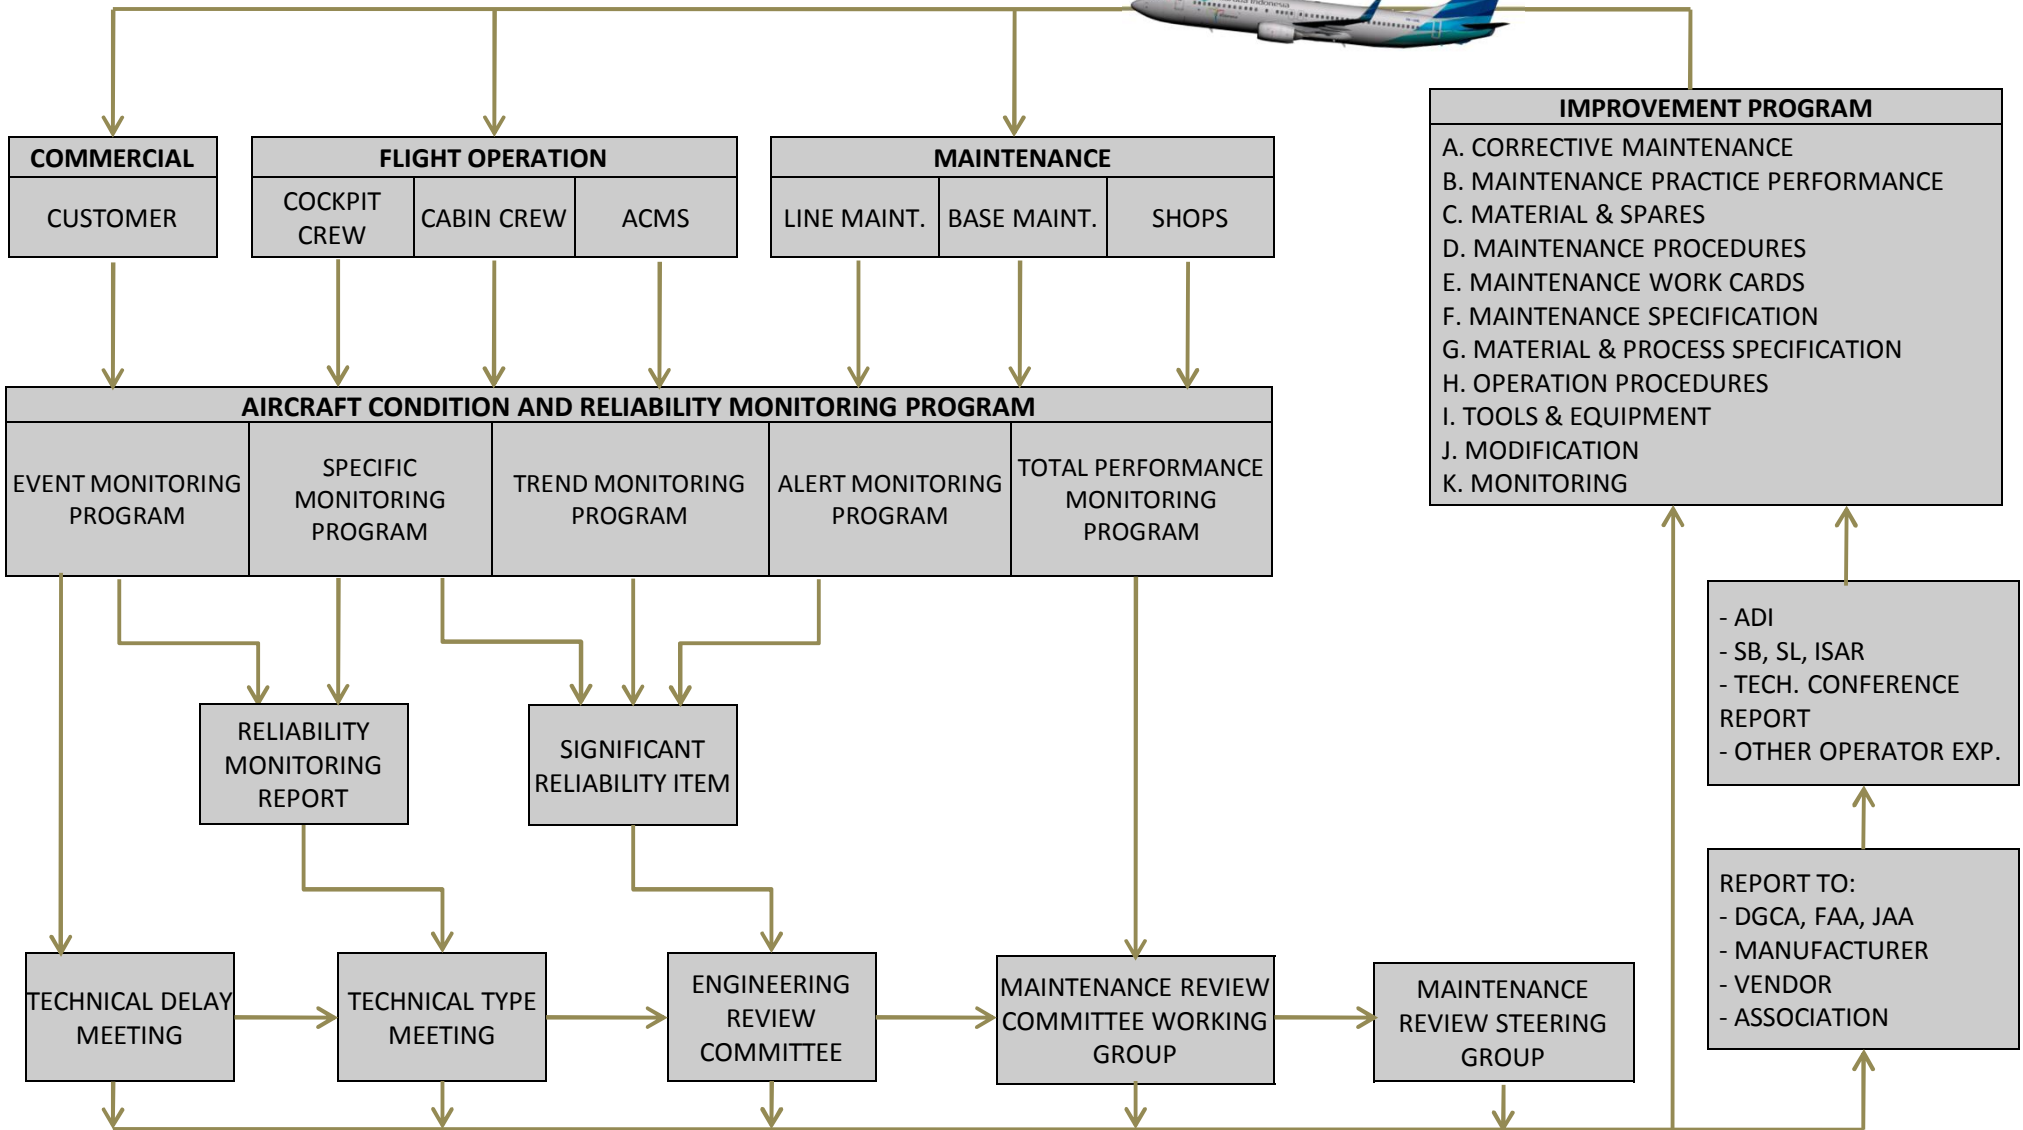 Indonesia
IMPROVEMENT PROGRAM
A. CORRECTIVE MAINTENANCE
B. MAINTENANCE PRACTICE PERFORMANCE
C. MATERIAL & SPARES
D. MAINTENANCE PROCEDURES
E. MAINTENANCE WORK CARDS
F. MAINTENANCE SPECIFICATION
G. MATERIAL & PROCESS SPECIFICATION
H. OPERATION PROCEDURES
I. TOOLS & EQUIPMENT
J. MODIFICATION
K. MONITORING
COMMERCIAL
CUSTOMER
FLIGHT OPERATION
COCKPIT
CREW
CABIN CREW
ACMS
MAINTENANCE
LINE MAINT.
BASE MAINT.
SHOPS
AIRCRAFT CONDITION AND RELIABILITY MONITORING PROGRAM
EVENT MONITORING
PROGRAM
SPECIFIC
MONITORING
PROGRAM
TREND MONITORING
PROGRAM
ALERT MONITORING
PROGRAM
TOTAL PERFORMANCE
MONITORING
PROGRAM
- ADI
- SB, SL, ISAR
- TECH. CONFERENCE
REPORT
- OTHER OPERATOR EXP.
RELIABILITY
MONITORING
REPORT
SIGNIFICANT
RELIABILITY ITEM
REPORT TO:
- DGCA, FAA, JAA
- MANUFACTURER
- VENDOR
- ASSOCIATION
TECHNICAL DELAY
MEETING
TECHNICAL TYPE
MEETING
ENGINEERING
REVIEW
COMMITTEE
MAINTENANCE REVIEW
COMMITTEE WORKING
GROUP
MAINTENANCE
REVIEW STEERING
GROUP